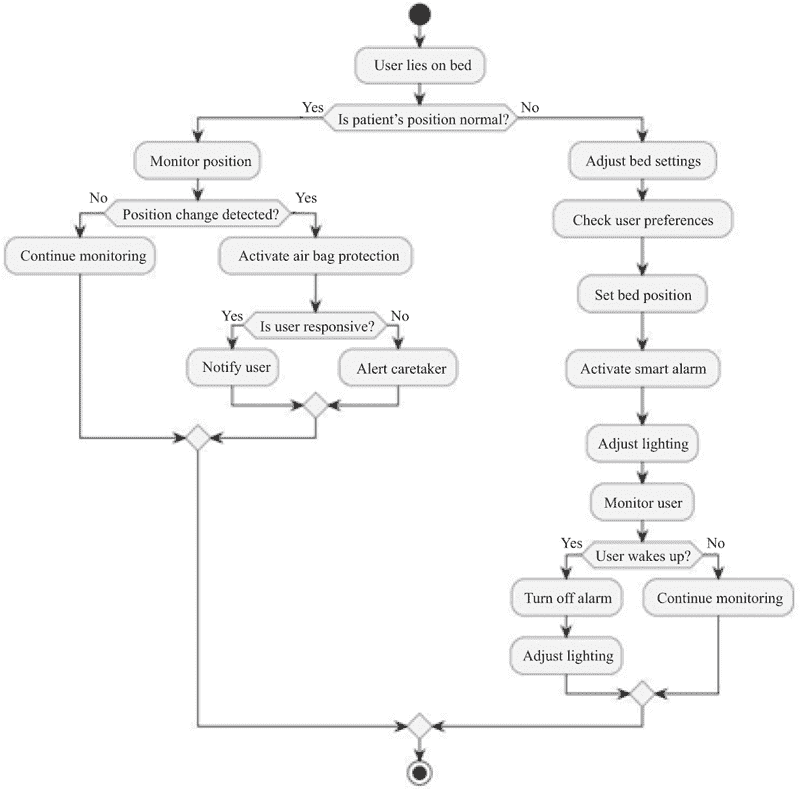 User lies on bed
Yes
Is patient's position normal?
No
Monitor position
Adjust bed settings
No
Position change detected?
Yes
Check user preferences
Continue monitoring
Activate air bag protection
Set bed position
Yes
Is user responsive?
No
Notify user
Alert caretaker
Activate smart alarm
Adjust lighting
Monitor user
Yes
User wakes up?
No
Turn off alarm
Continue monitoring
Adjust lighting